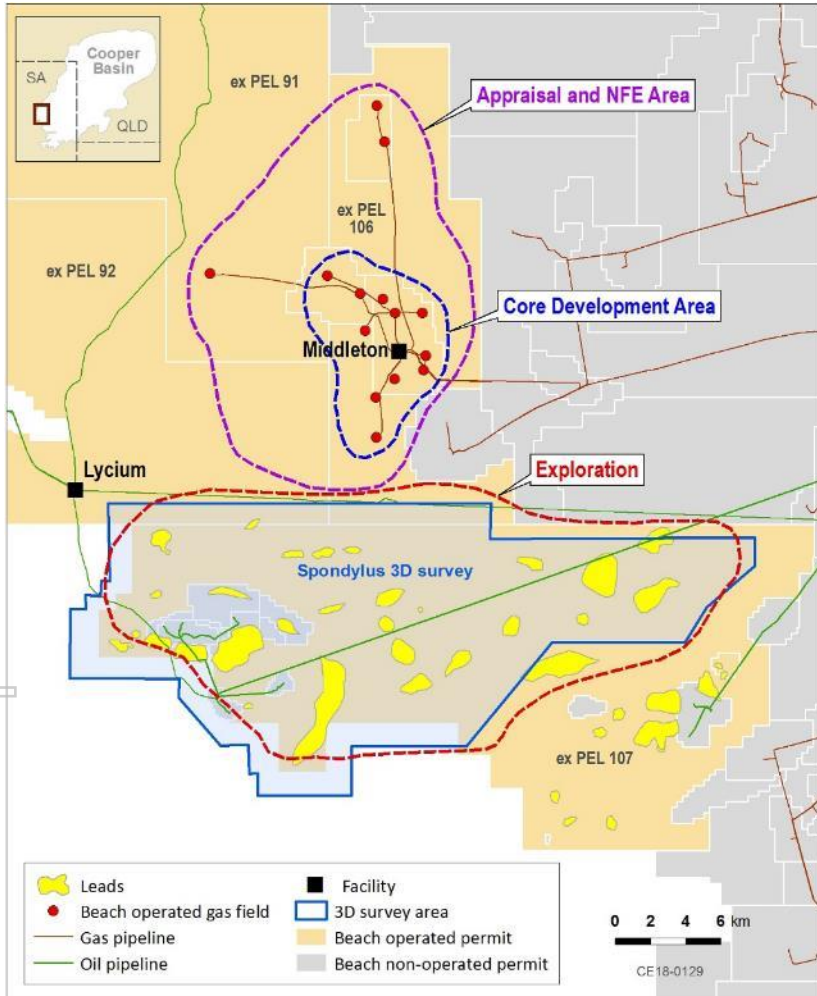 Cooper
Basin
SA
QLD
ex PEL 91
Appraisal and NFE Area
ex PEL
106
ex PEL 92
Core Development Area
Middleton
Lycium
Exploration
Spondylus 3D survey
ex PEL 107
Leads
Facility
Beach operated gas field
3D survey area
Gas pipeline
Beach operated permit
Oil pipeline
Beach non-operated permit
0 2 4 6 km
CE18-0129